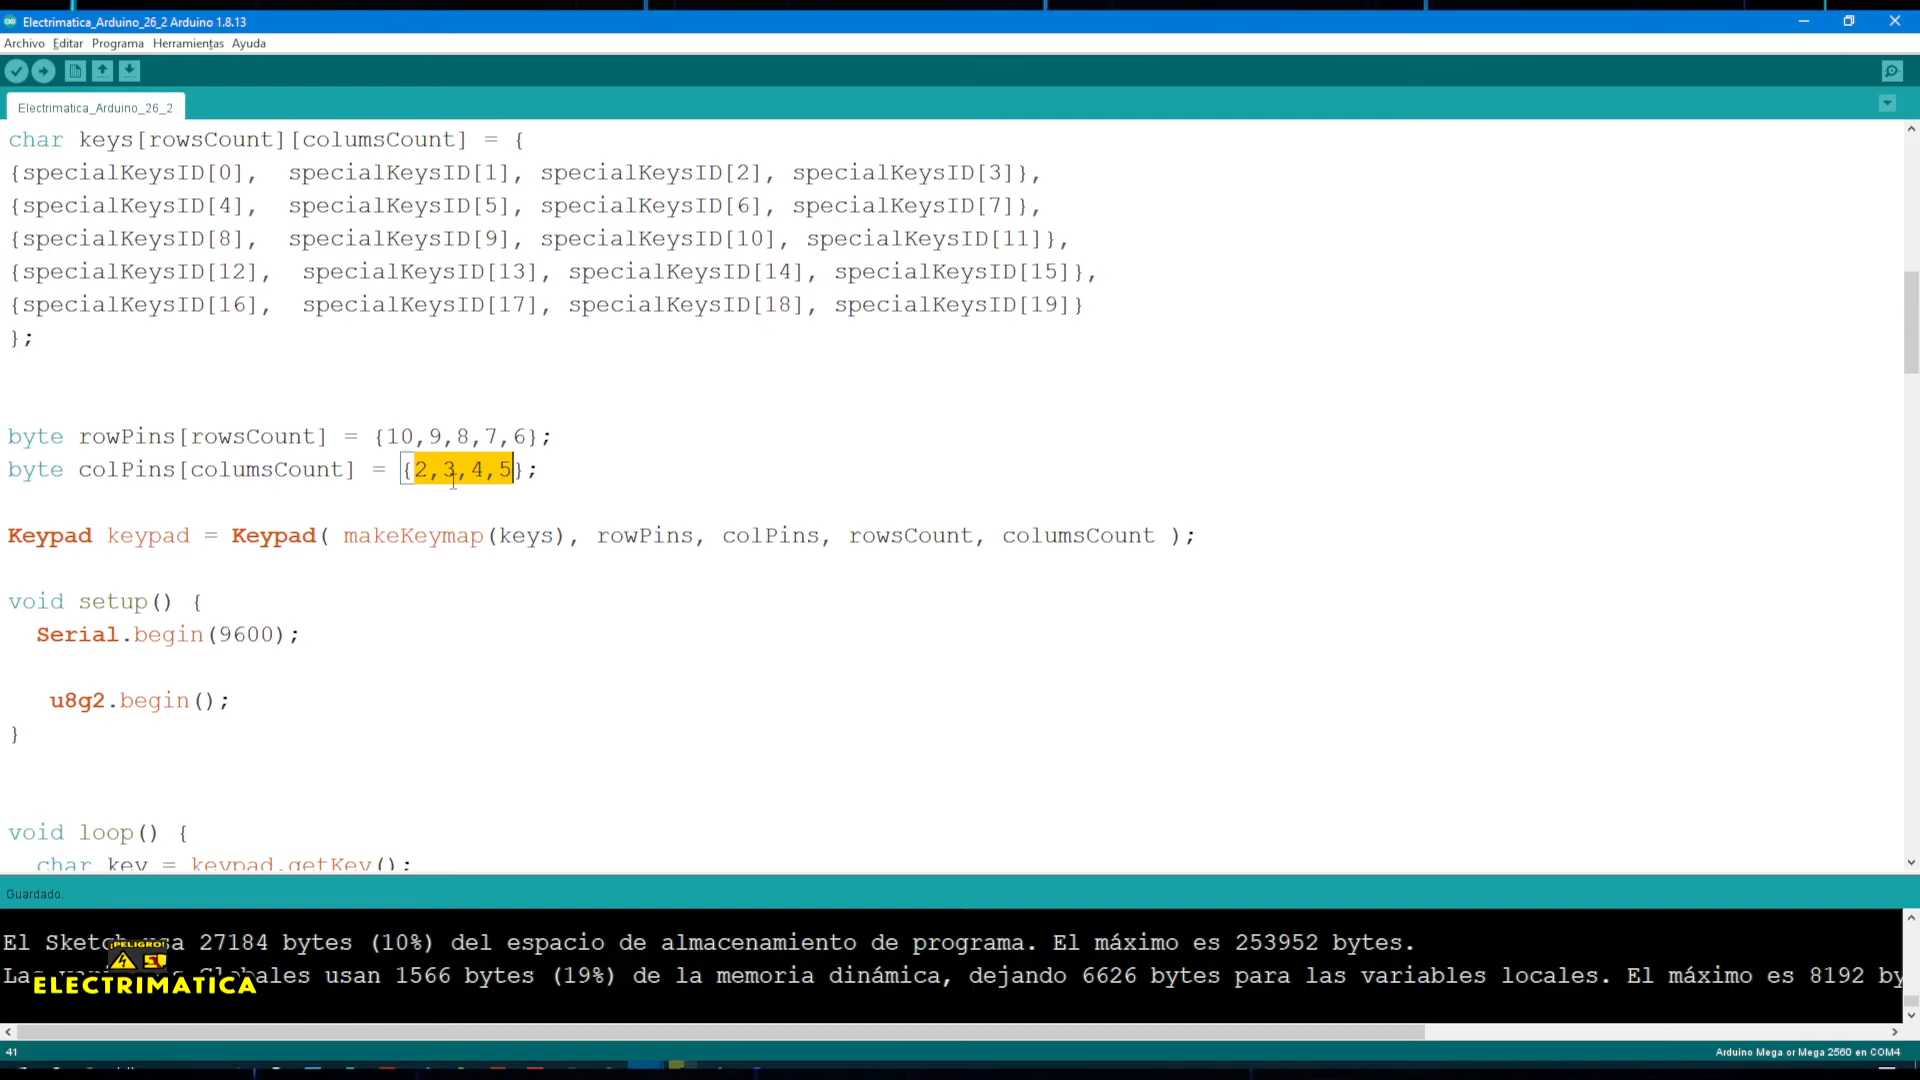 Electrimatica_Arduino_26_2 Arduino 1.8.13
Archivo Editar Programa Herramientas Ayuda
Electrimatica_Arduino_26_2
char keys[rowsCount][columsCount] = {
{specialKeysID[0],  specialKeysID[1], specialKeysID[2], specialKeysID[3]},
{specialKeysID[4],  specialKeysID[5], specialKeysID[6], specialKeysID[7]},
{specialKeysID[8],  specialKeysID[9], specialKeysID[10], specialKeysID[11]},
{specialKeysID[12],  specialKeysID[13], specialKeysID[14], specialKeysID[15]},
{specialKeysID[16],  specialKeysID[17], specialKeysID[18], specialKeysID[19]}
};
byte rowPins[rowsCount] = {10,9,8,7,6};
byte colPins[columsCount] = {2,3,4,5};
Keypad keypad = Keypad( makeKeymap(keys), rowPins, colPins, rowsCount, columsCount );
void setup() {
Serial.begin(9600);
u8g2.begin();
}
void loop() {
char key = keypad.getKey();
Guardado.
El Sketch usa 27184 bytes (10%) del espacio de almacenamiento de programa. El máximo es 253952 bytes.
Las Globales usan 1566 bytes (19%) de la memoria dinámica, dejando 6626 bytes para las variables locales. El máximo es 8192 by
¡PELIGRO!
ELECTRIMATICA
41
Arduino Mega or Mega 2560 en COM4